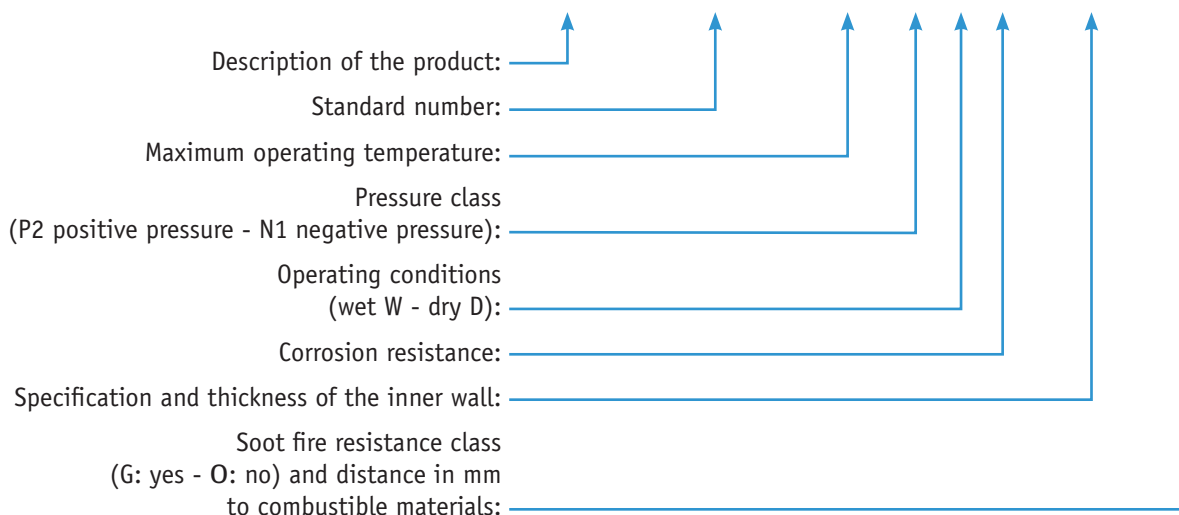 Description of the product:
Standard number:
Maximum operating temperature:
Pressure class
(P2 positive pressure - N1 negative pressure):
Operating conditions
(wet W - dry D):
Corrosion resistance:
Specification and thickness of the inner wall:
Soot fire resistance class
(G: yes - O: no) and distance in mm
to combustible materials: